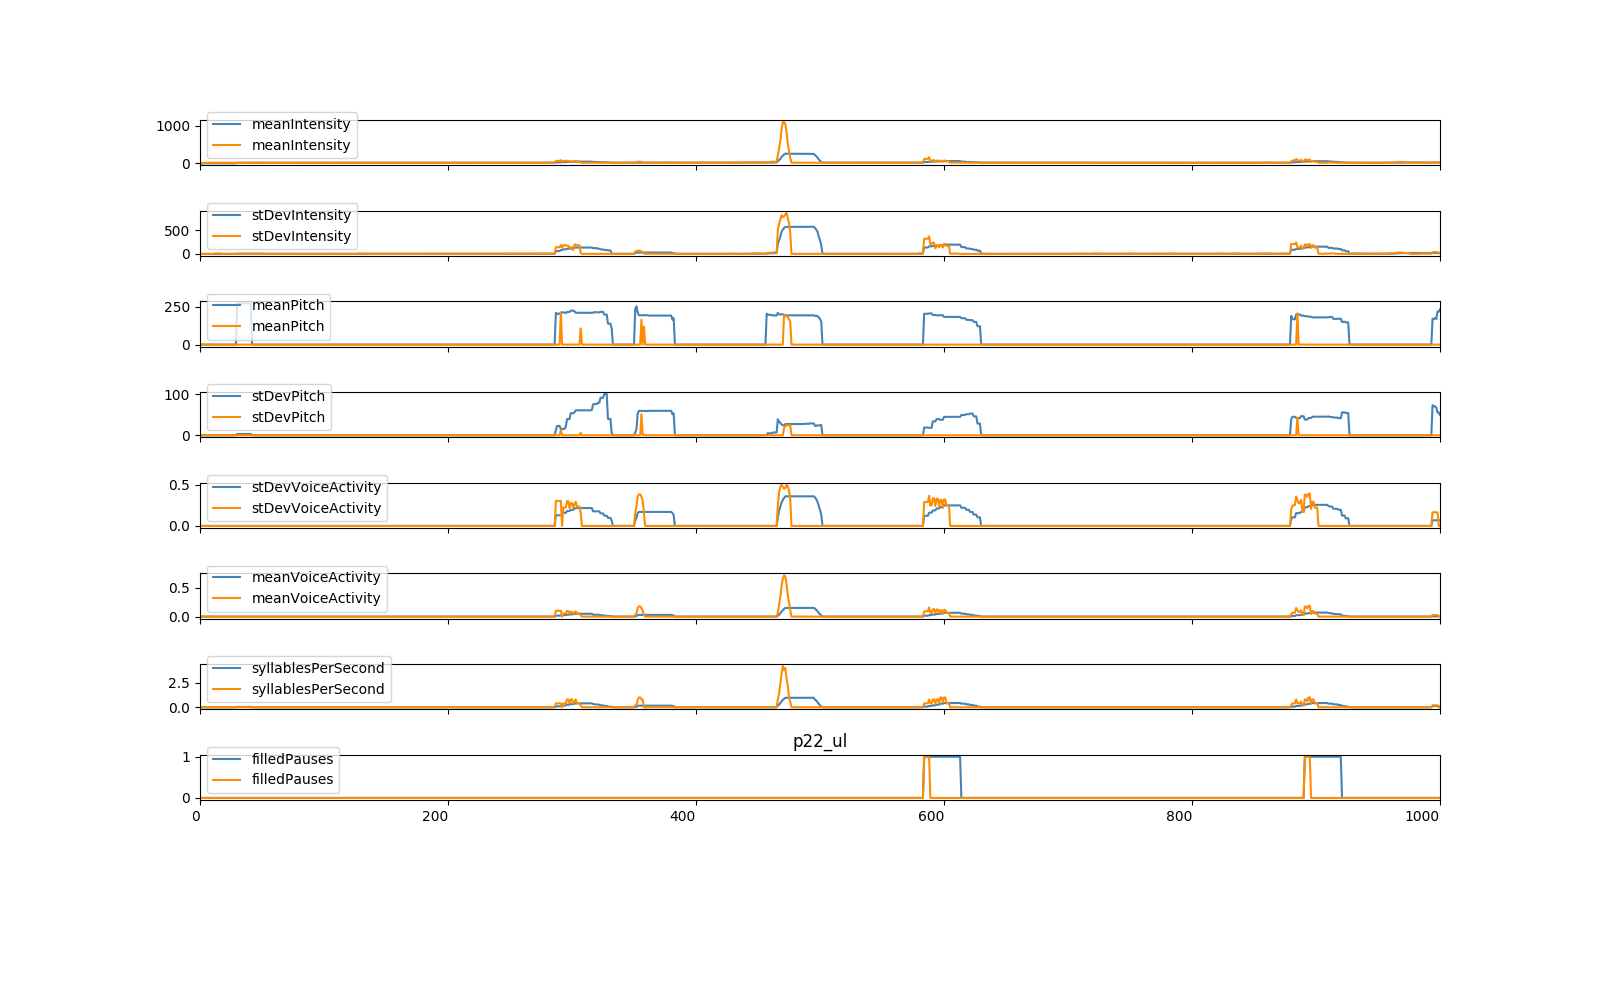 1000
0
meanIntensity
meanIntensity
500
0
stDevIntensity
stDevIntensity
250
0
meanPitch
meanPitch
100
0
stDevPitch
stDevPitch
0.5
0.0
stDevVoiceActivity
stDevVoiceActivity
0.5
0.0
meanVoiceActivity
meanVoiceActivity
2.5
0.0
syllablesPerSecond
syllablesPerSecond
p22_ul
1
0
filledPauses
filledPauses
0 200 400 600 800 1000